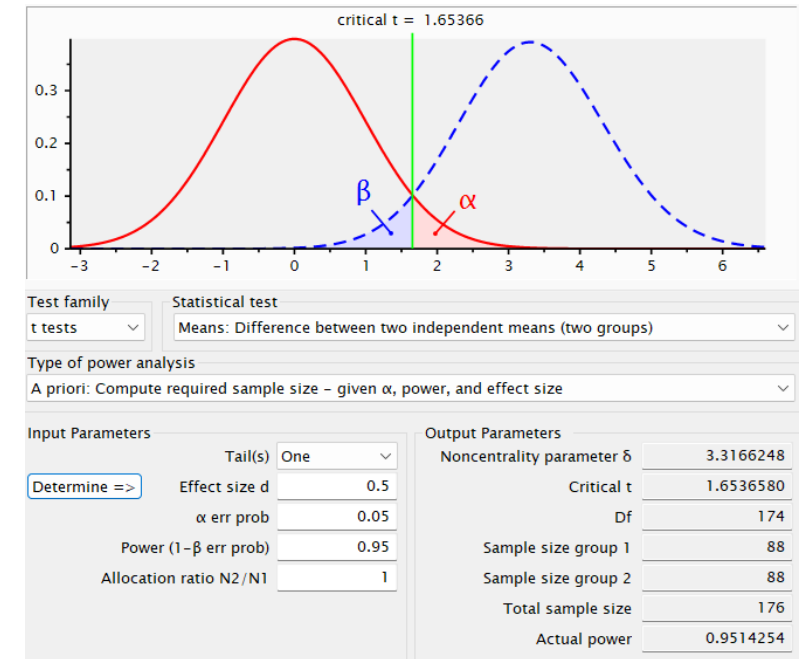 critical t = 1.65366
0.3
0.2
β α
0.1
0
-3 -2 -1 0 1 2 3 4 5 6
Test family Statistical test
t tests Means: Difference between two independent means (two groups)
Type of power analysis
A priori: Compute required sample size – given α, power, and effect size
Input Parameters Output Parameters
Tail(s) One Noncentrality parameter δ 3.3166248
Determine => Effect size d 0.5 Critical t 1.6536580
α err prob 0.05 Df 174
Power (1-β err prob) 0.95 Sample size group 1 88
Allocation ratio N2/N1 1 Sample size group 2 88
Total sample size 176
Actual power 0.9514254